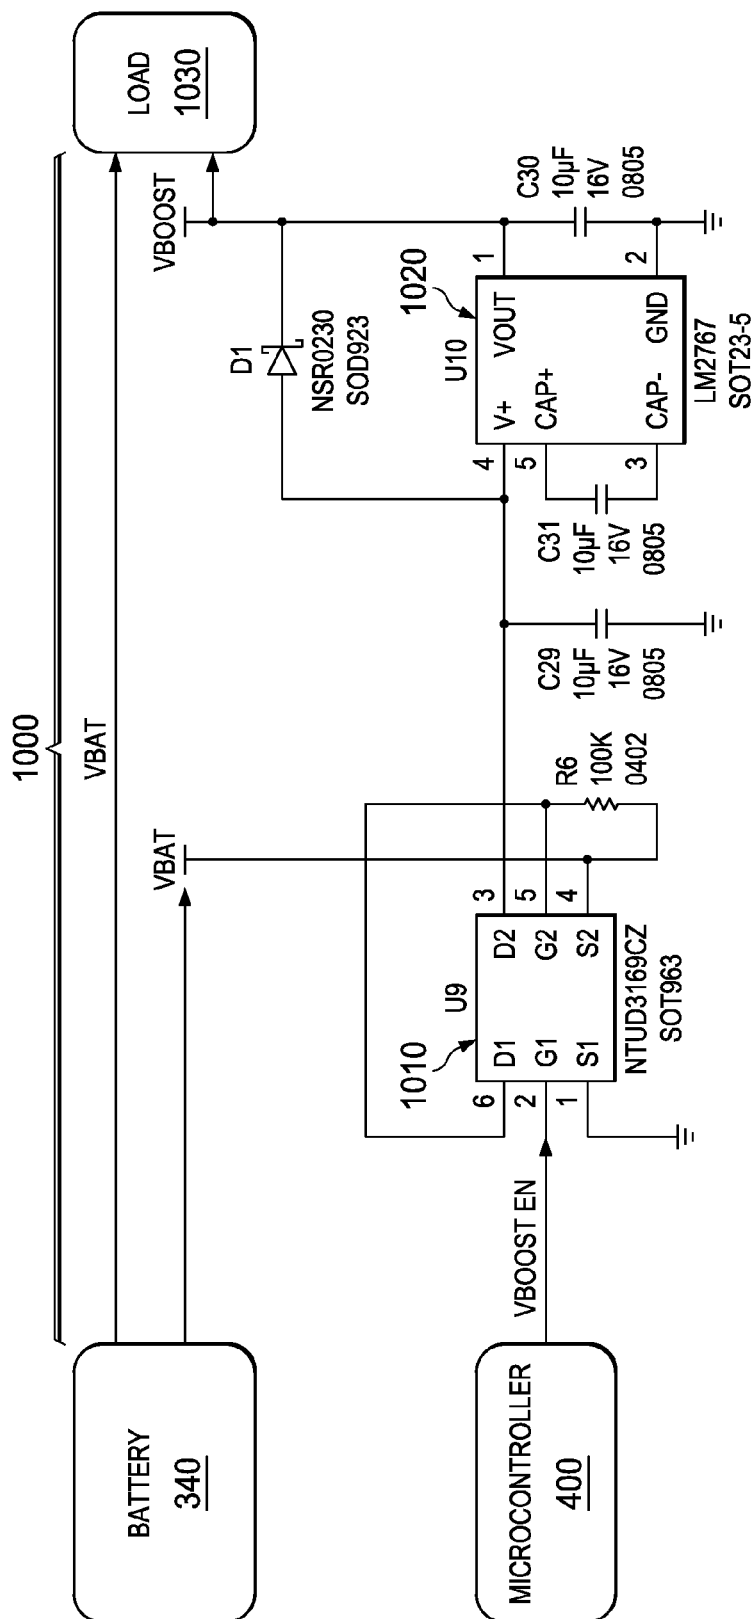 1000
BATTERY
340
VBAT
VBAT
LOAD
1030
VBOOST
D1
NSR0230
SOD923
MICROCONTROLLER
400
VBOOST EN
1010
U9
6
D1
D2
3
2
G1
G2
5
1
S1
S2
4
NTUD3169CZ
SOT963
R6
100K
0402
C29
10µF
16V
0805
C31
10µF
16V
0805
1020
U10
4
V+
VOUT
1
5
CAP+
3
CAP-
GND
2
LM2767
SOT23-5
C30
10µF
16V
0805